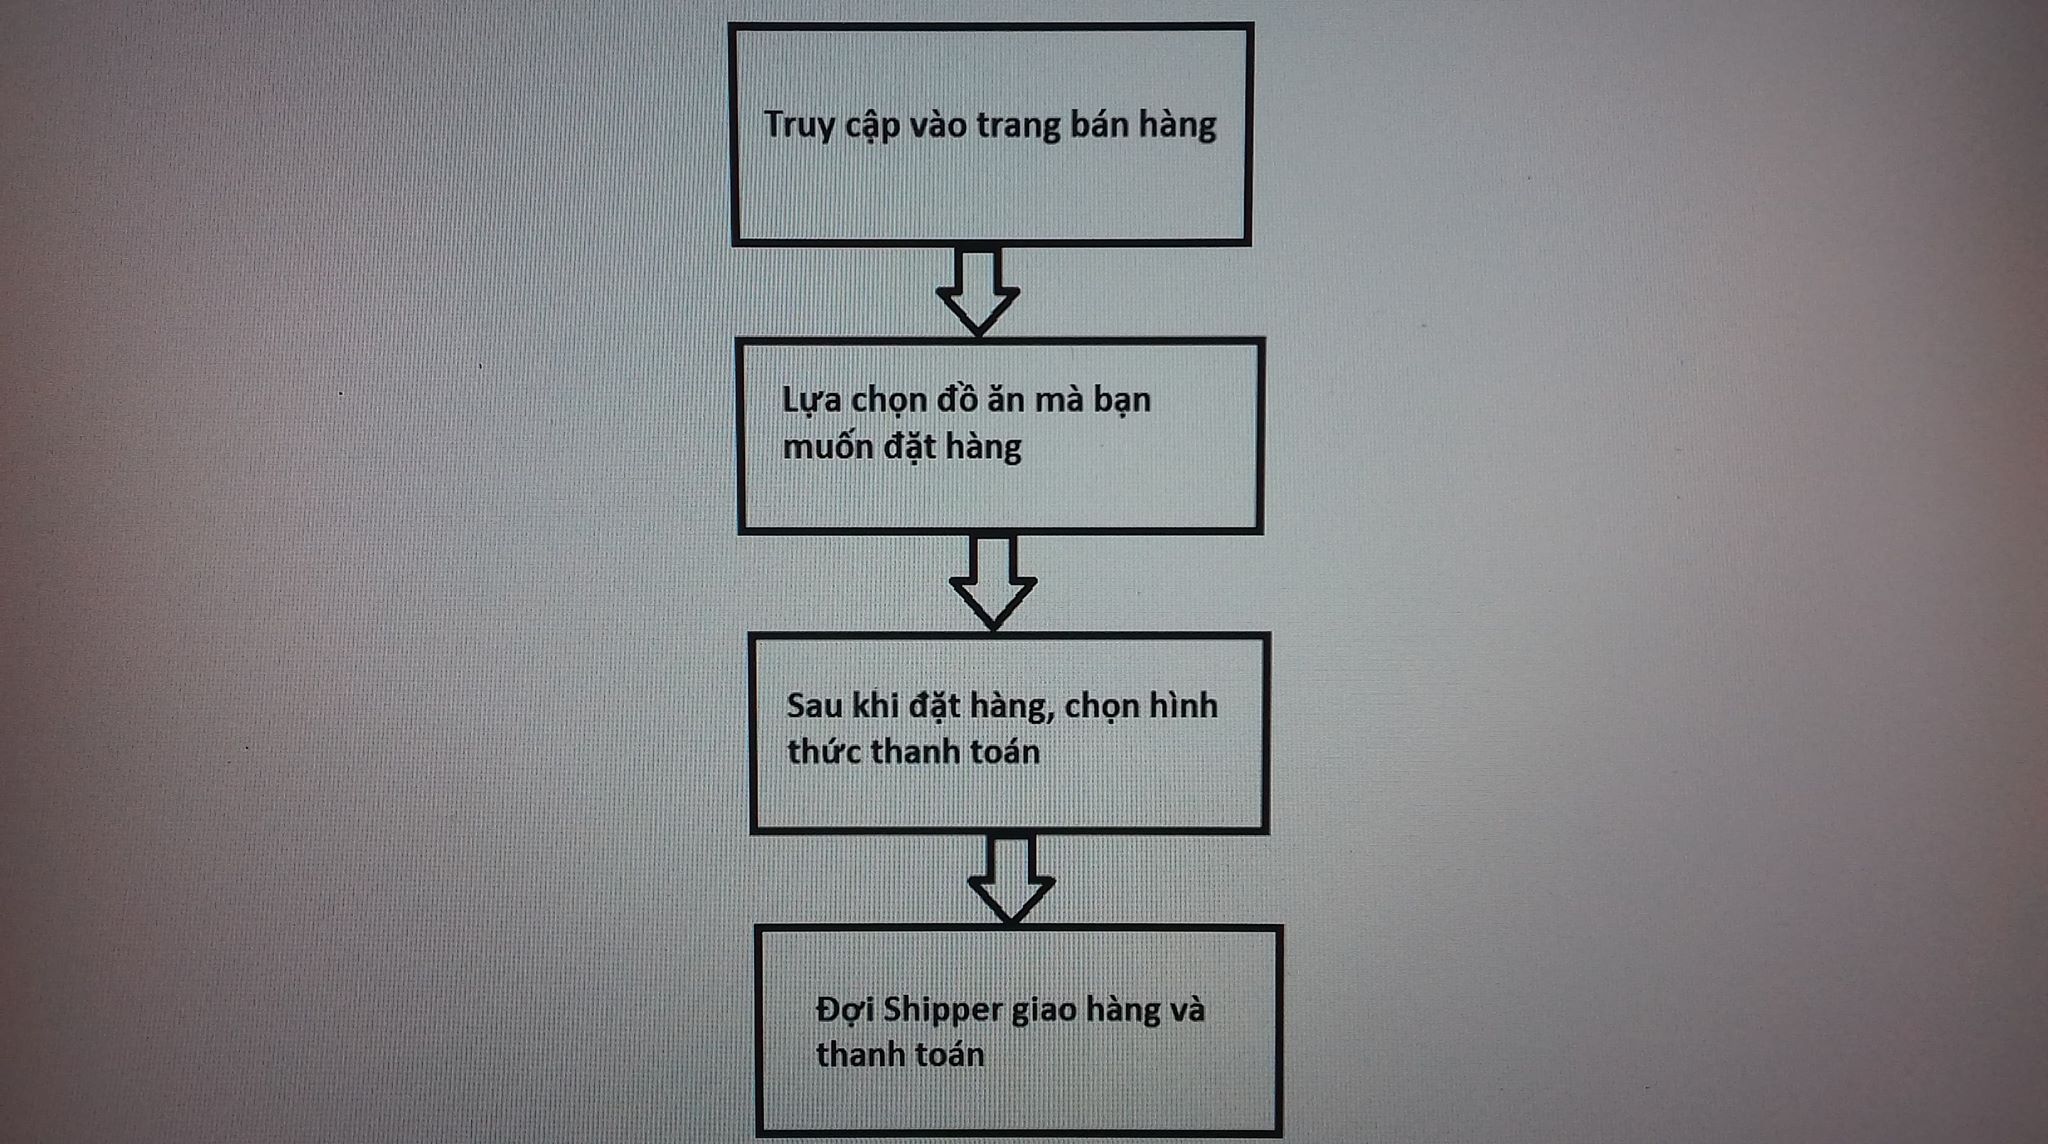 Truy cập vào trang bán hàng
Lựa chọn đồ ăn mà bạn
muốn đặt hàng
Sau khi đặt hàng, chọn hình
thức thanh toán
Đợi Shipper giao hàng và
thanh toán